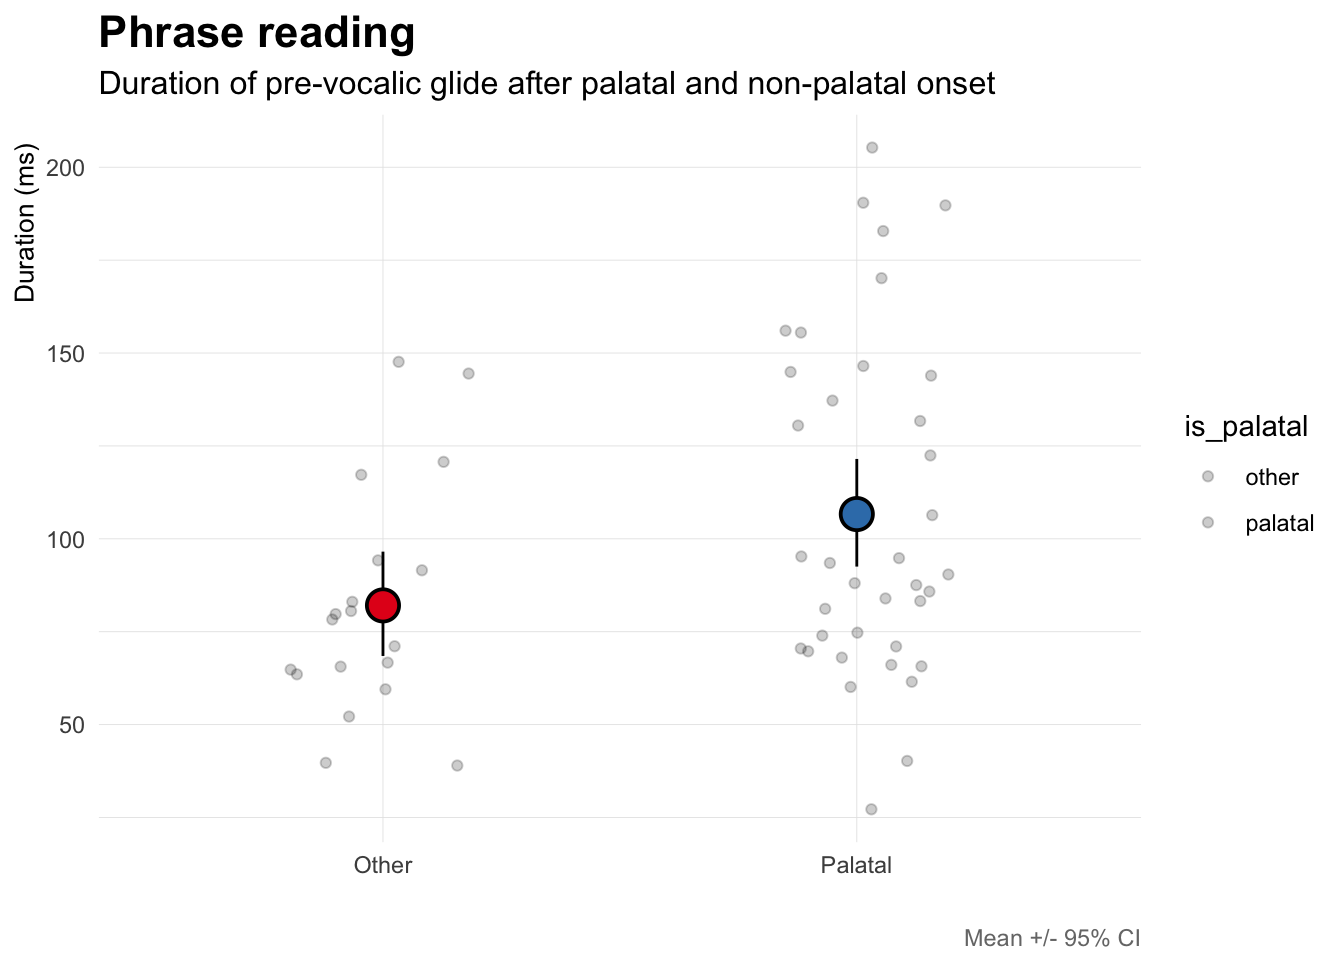 Phrase reading
Duration of pre-vocalic glide after palatal and non-palatal onset
Duration (ms)
200
150
100
50
Other
Palatal
is_palatal
other
palatal
Mean +/- 95% CI